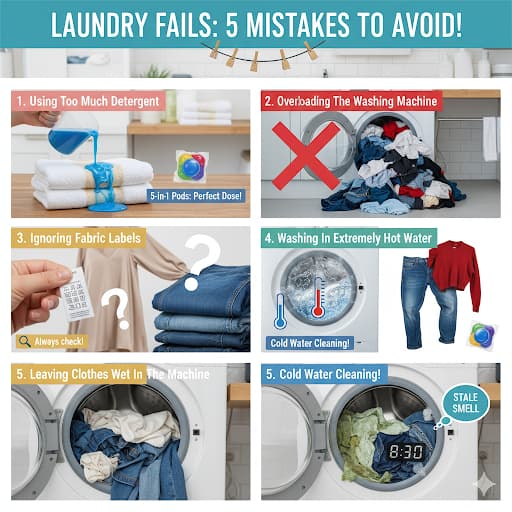 LAUNDRY FAILS: 5 MISTAKES TO AVOID!
1. Using Too Much Detergent
5-in-1 Pods: Perfect Dose!
2. Overbading The Washing Machine
3. Ignoring Fabric Labels
?
?
Always check!
4. Washing In Extremely Hot Water
Cold Water Cleaning!
5. Leaving Clothes Wet In The Machine
5. Cold Water Cleaning!
STALE
SMELL
8:30